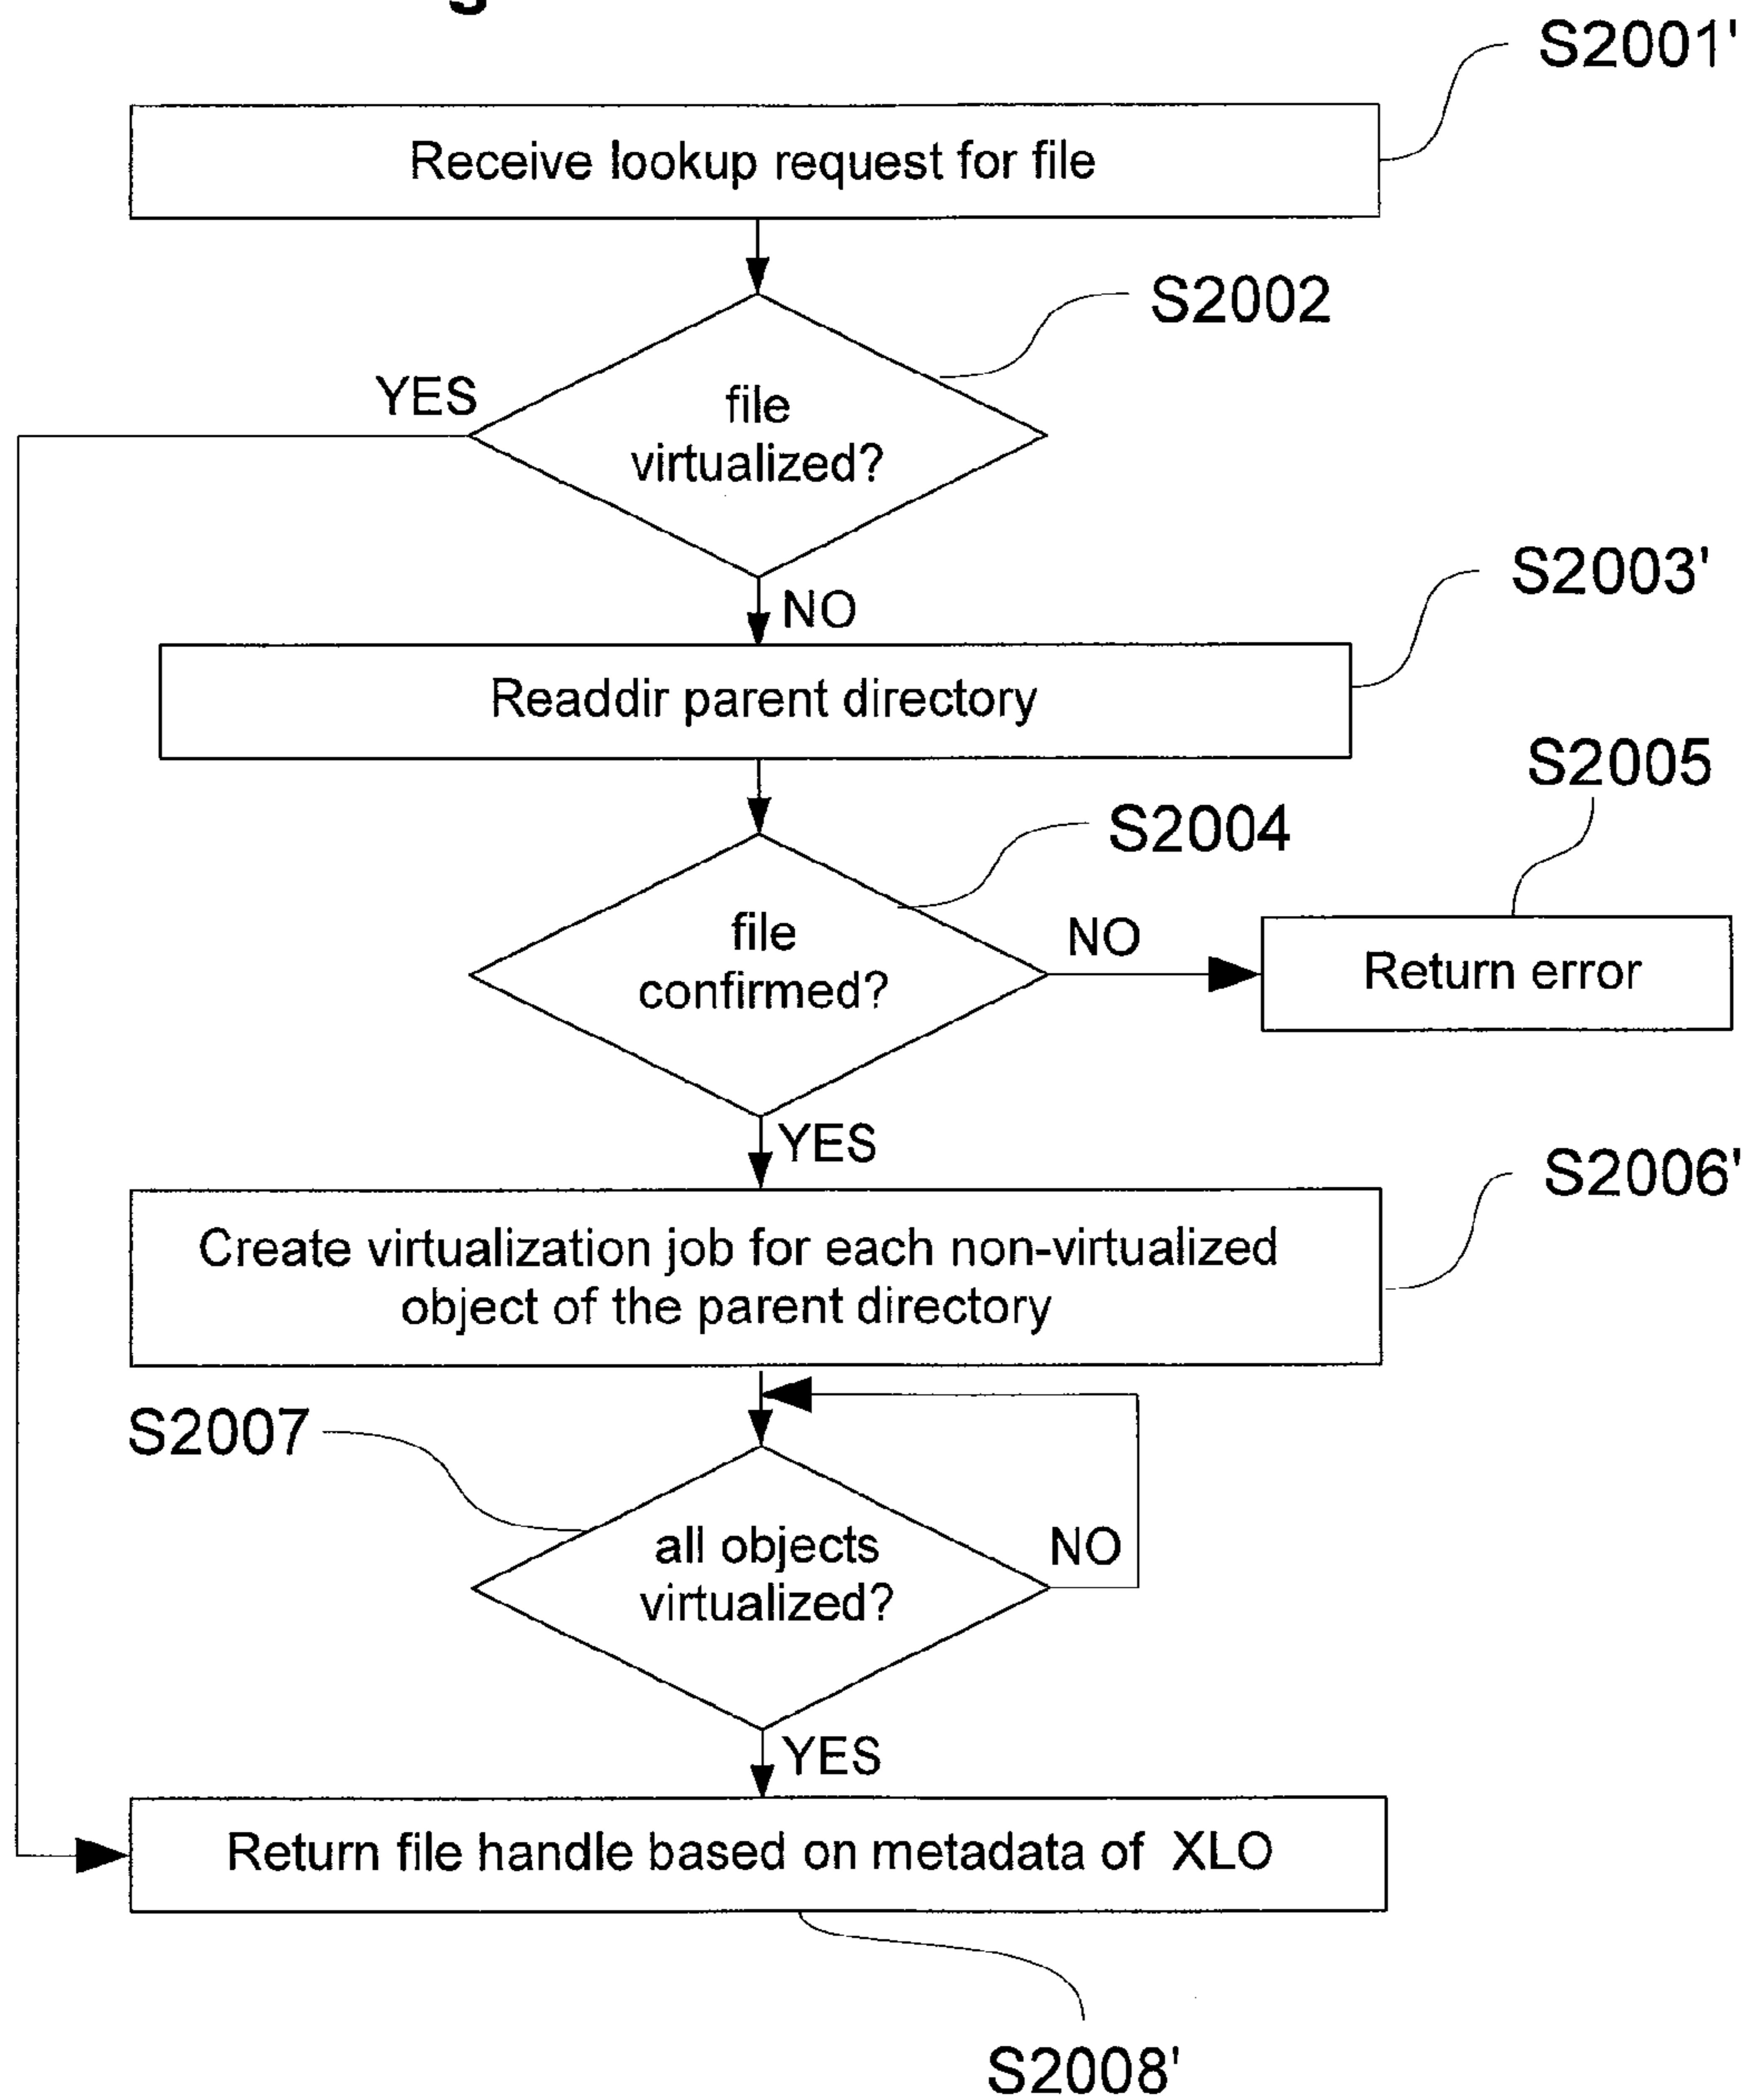 S2001'
Receive lookup request for file
S2002
YES
file
virtualized?
NO
S2003'
Readdir parent directory
S2005
S2004
file
confirmed?
NO
Return error
YES
S2006'
Create virtualization job for each non-virtualized
object of the parent directory
S2007
all objects
virtualized?
NO
YES
Return file handle based on metadata of XLO
S2008'